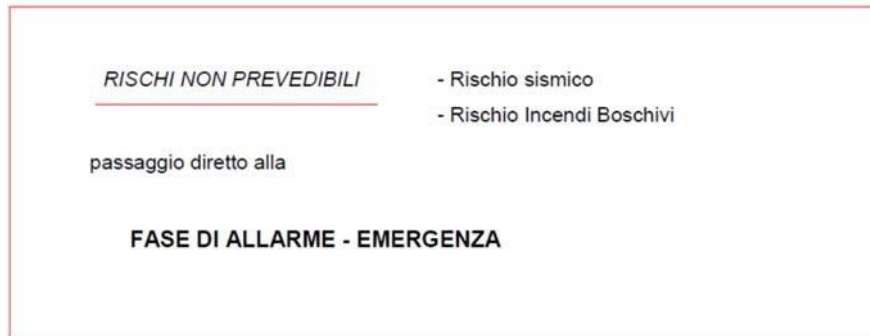 RISCHI NON PREVEDIBILI - Rischio sismico
- Rischio Incendi Boschivi
passaggio diretto alla
FASE DI ALLARME - EMERGENZA